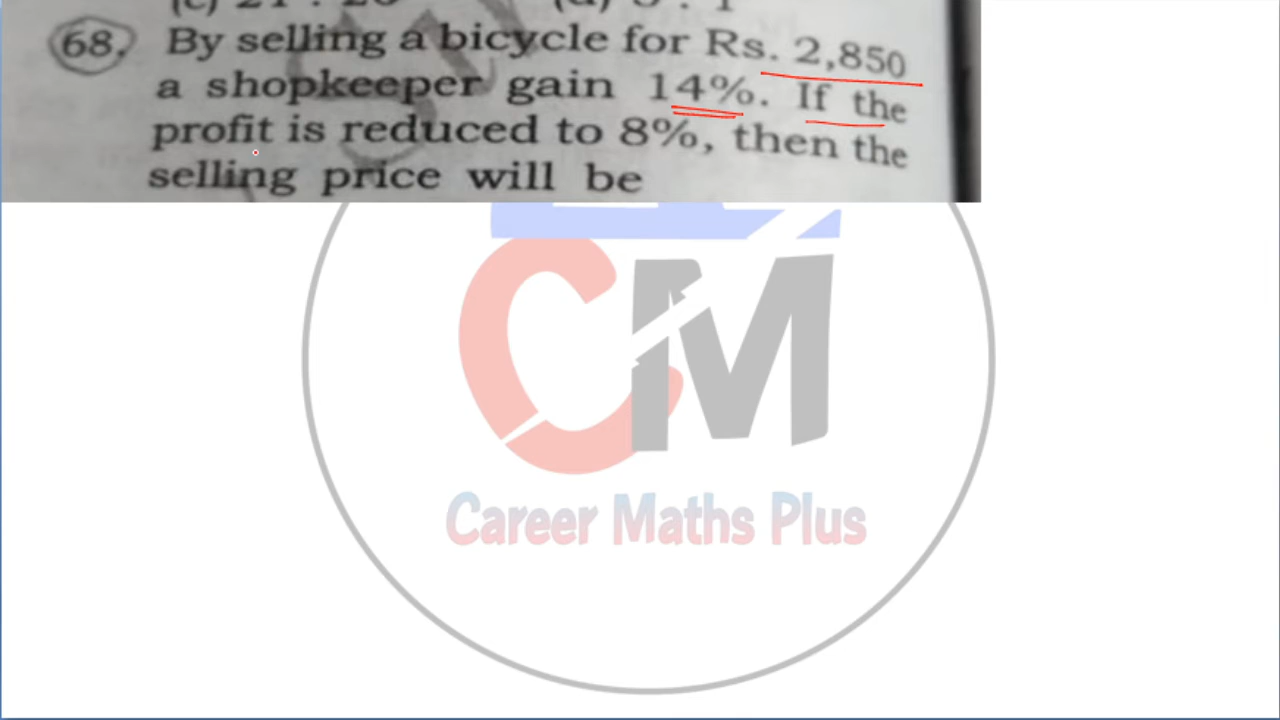 68. By selling a bicycle for Rs. 2,850
a shopkeeper gain 14%. If the
profit is reduced to 8%, then the
selling price will be
CM
Career Maths Plus